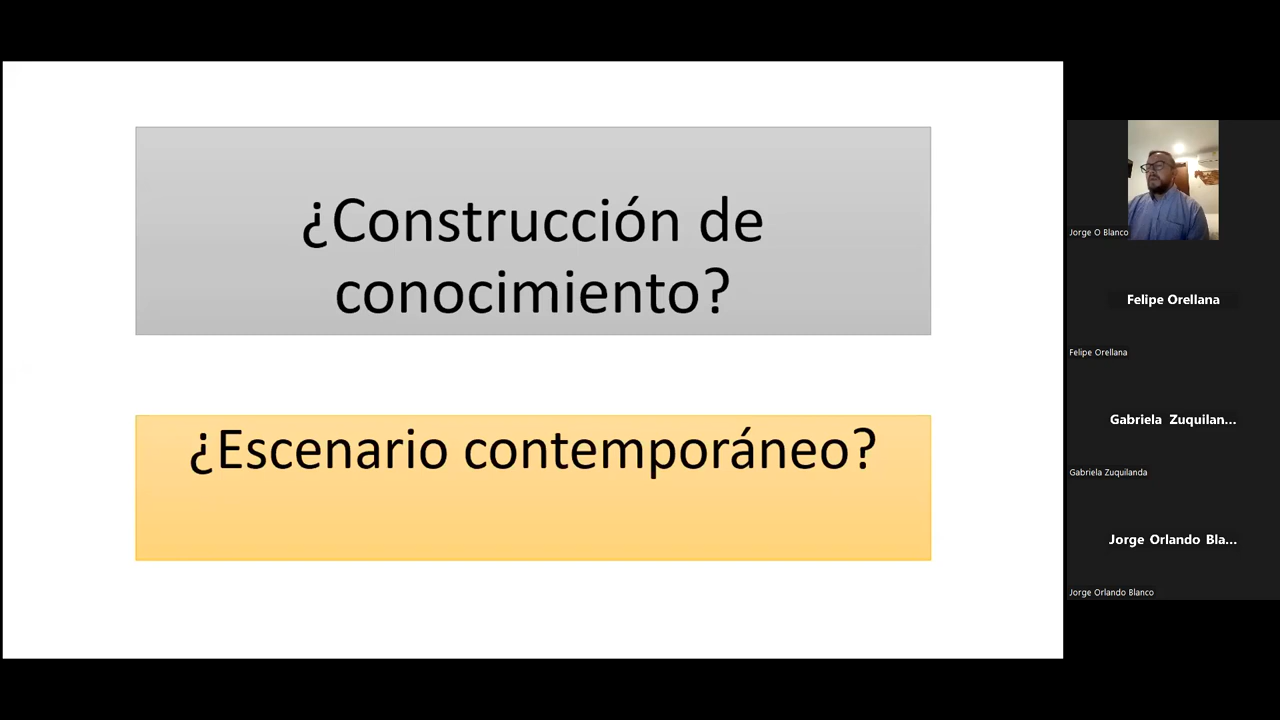 ¿Construcción de
conocimiento?
¿Escenario contemporáneo?
Jorge O Blanco
Felipe Orellana
Felipe Orellana
Gabriela Zuquilan...
Gabriela Zuquilanda
Jorge Orlando Bla...
Jorge Orlando Blanco